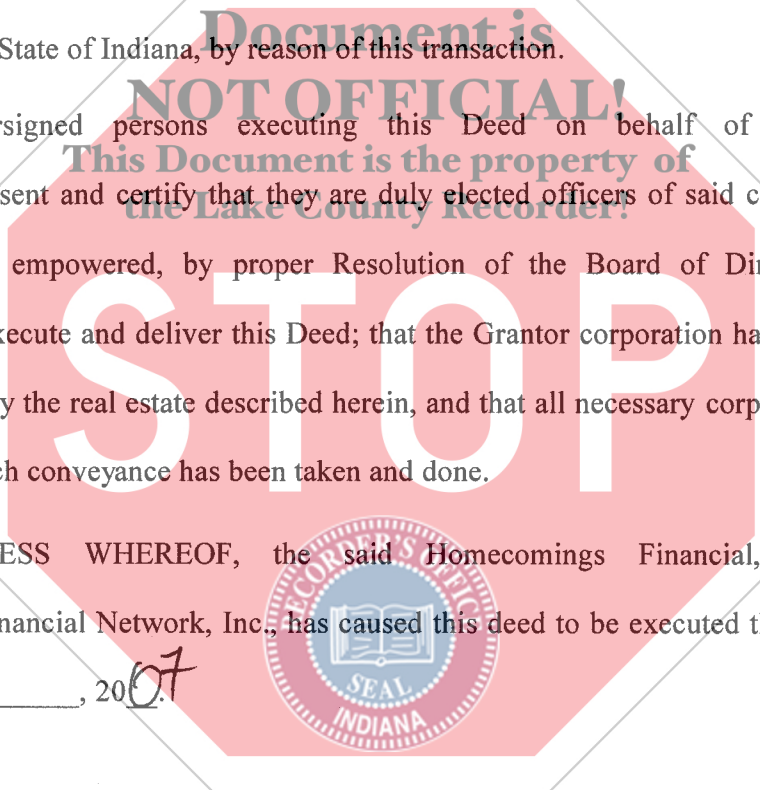 Document is
State of Indiana, by reason of this transaction.
NOT OFFICIAL!
rsigned persons executing this Deed on behalf of
This Document is the property of
sent and certify that they are duly elected officers of said c
the Lake County Recorder!
empowered, by proper Resolution of the Board of Di
xecute and deliver this Deed; that the Grantor corporation ha
y the real estate described herein, and that all necessary corp
ch conveyance has been taken and done.
STOP
ESS WHEREOF, the said Homecomings Financial,
nancial Network, Inc., has caused this deed to be executed t
________, 2007.
RECORDER'S OFFICE
SEAL
INDIANA